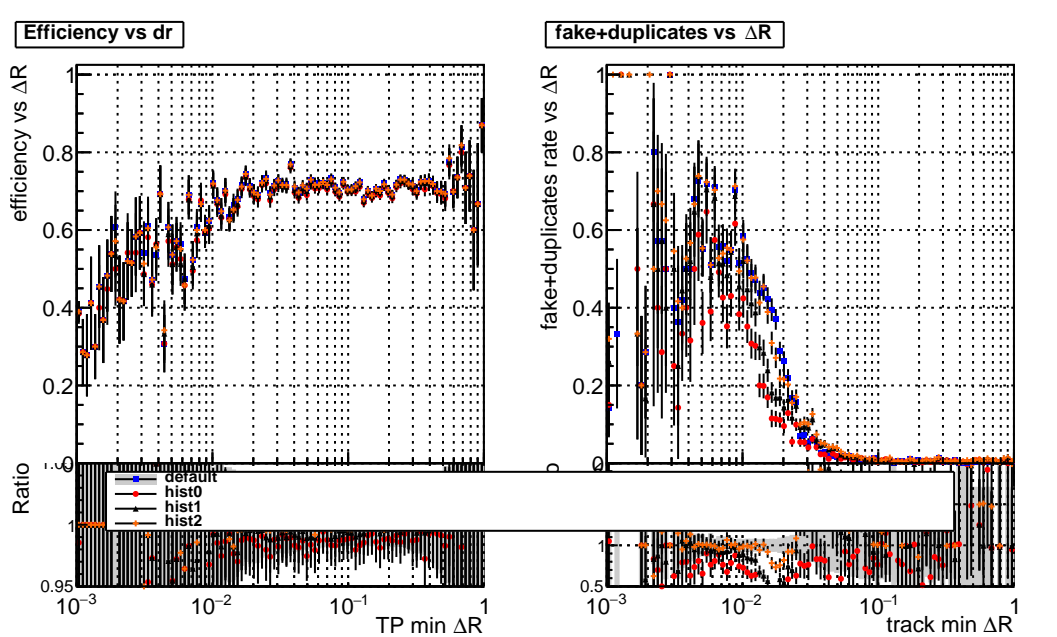 Efficiency vs dr
efficiency vs ΔR
1
0.8
0.6
0.4
0.2
0
Ratio
1
0.95
10⁻³
10⁻²
10⁻¹
1
TP min ΔR
fake+duplicates vs ΔR
fake+duplicates rate vs ΔR
1
0.8
0.6
0.4
0.2
0
1
0.5
10⁻³
10⁻²
10⁻¹
1
track min ΔR
default
hist0
hist1
hist2